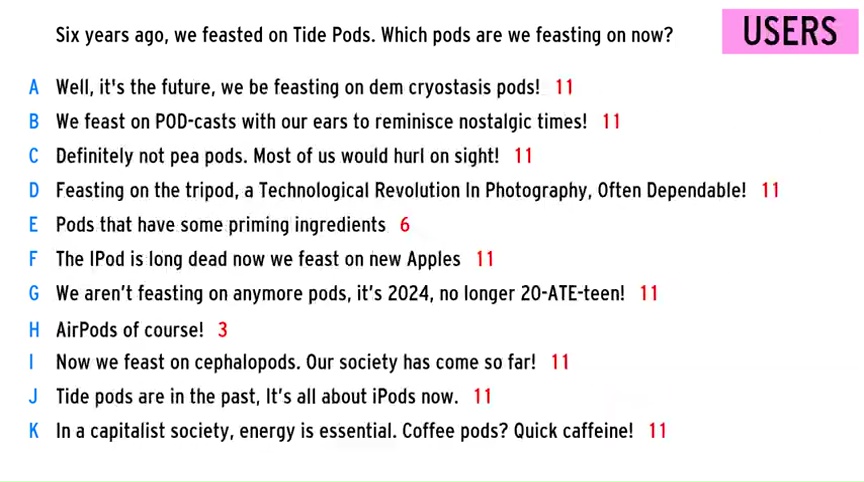 Six years ago, we feasted on Tide Pods. Which pods are we feasting on now?
USERS
A Well, it's the future, we be feasting on dem cryostasis pods! 11
B We feast on POD-casts with our ears to reminisce nostalgic times! 11
C Definitely not pea pods. Most of us would hurl on sight! 11
D Feasting on the tripod, a Technological Revolution In Photography, Often Dependable! 11
E Pods that have some priming ingredients 6
F The IPod is long dead now we feast on new Apples 11
G We aren’t feasting on anymore pods, it’s 2024, no longer 20-ATE-teen! 11
H AirPods of course! 3
I Now we feast on cephalopods. Our society has come so far! 11
J Tide pods are in the past, It’s all about iPods now. 11
K In a capitalist society, energy is essential. Coffee pods? Quick caffeine! 11